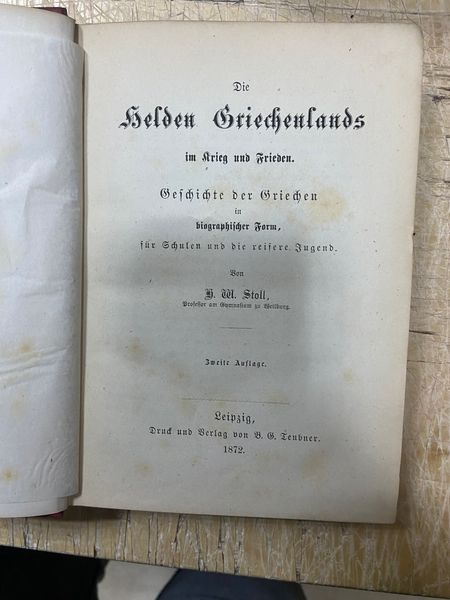 Die
Helden Griechenlands
im Krieg und Frieden.
Geschichte der Griechen
in
biographischer Form,
für Schulen und die reifere Jugend.
Von
H. W. Stoll,
Professor am Gymnasium zu Weilburg.
Zweite Auflage.
Leipzig,
Druck und Verlag von B. G. Teubner.
1872.